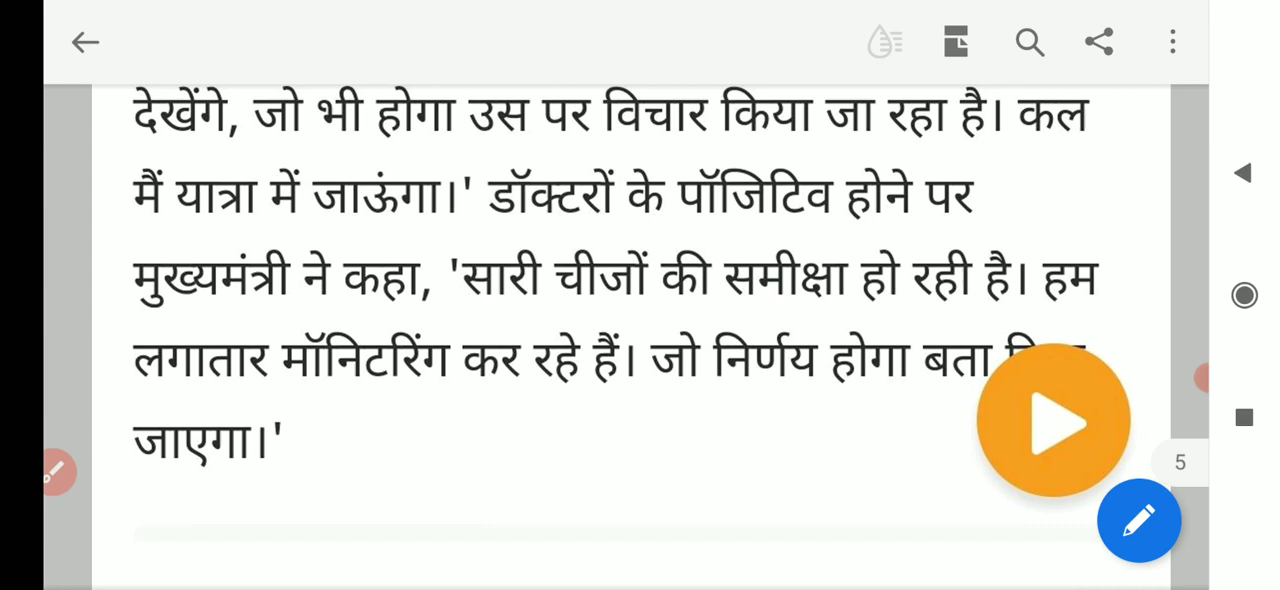 देखेंगे, जो भी होगा उस पर विचार किया जा रहा है। कल
मैं यात्रा में जाऊंगा।' डॉक्टरों के पॉजिटिव होने पर
मुख्यमंत्री ने कहा, 'सारी चीजों की समीक्षा हो रही है। हम
लगातार मॉनिटरिंग कर रहे हैं। जो निर्णय होगा बता
जाएगा।'
5